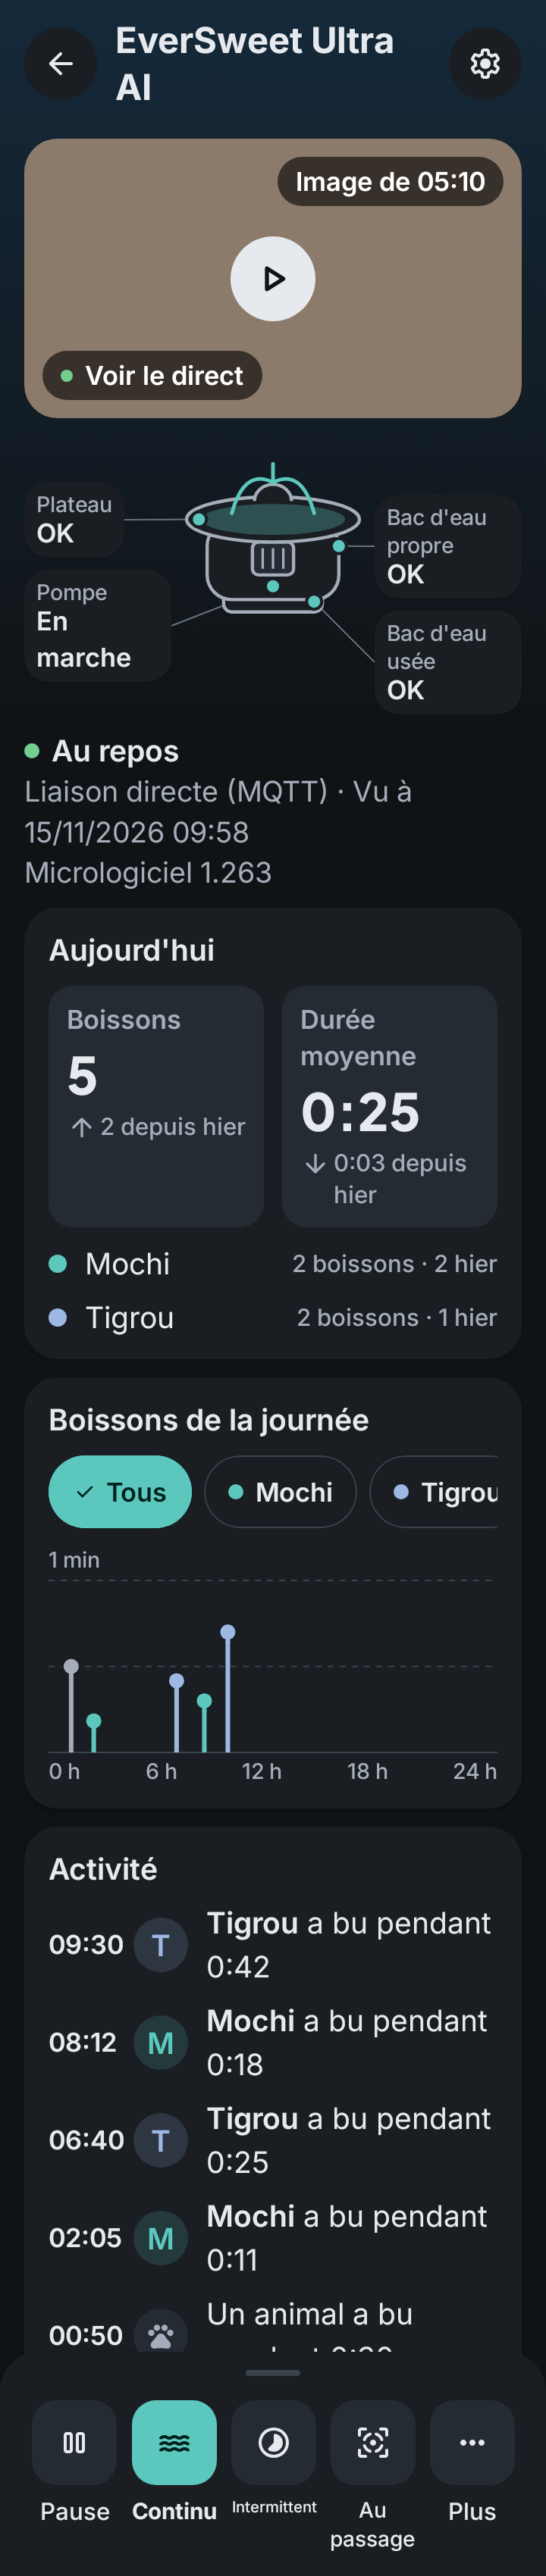 EverSweet Ultra
AI
Image de 05:10
Voir le direct
Plateau
OK
Pompe
En
marche
Bac d'eau
propre
OK
Bac d'eau
usée
OK
Au repos
Liaison directe (MQTT) · Vu à
15/11/2026 09:58
Micrologiciel 1.263
Aujourd'hui
Boissons
5
↑ 2 depuis hier
Durée
moyenne
0:25
↓ 0:03 depuis
hier
Mochi 2 boissons · 2 hier
Tigrou 2 boissons · 1 hier
Boissons de la journée
Tous Mochi Tigrou
1 min
0 h 6 h 12 h 18 h 24 h
Activité
09:30 T Tigrou a bu pendant
0:42
08:12 M Mochi a bu pendant
0:18
06:40 T Tigrou a bu pendant
0:25
02:05 M Mochi a bu pendant
0:11
00:50 Un animal a bu
Pause Continu Intermittent Au
passage Plus